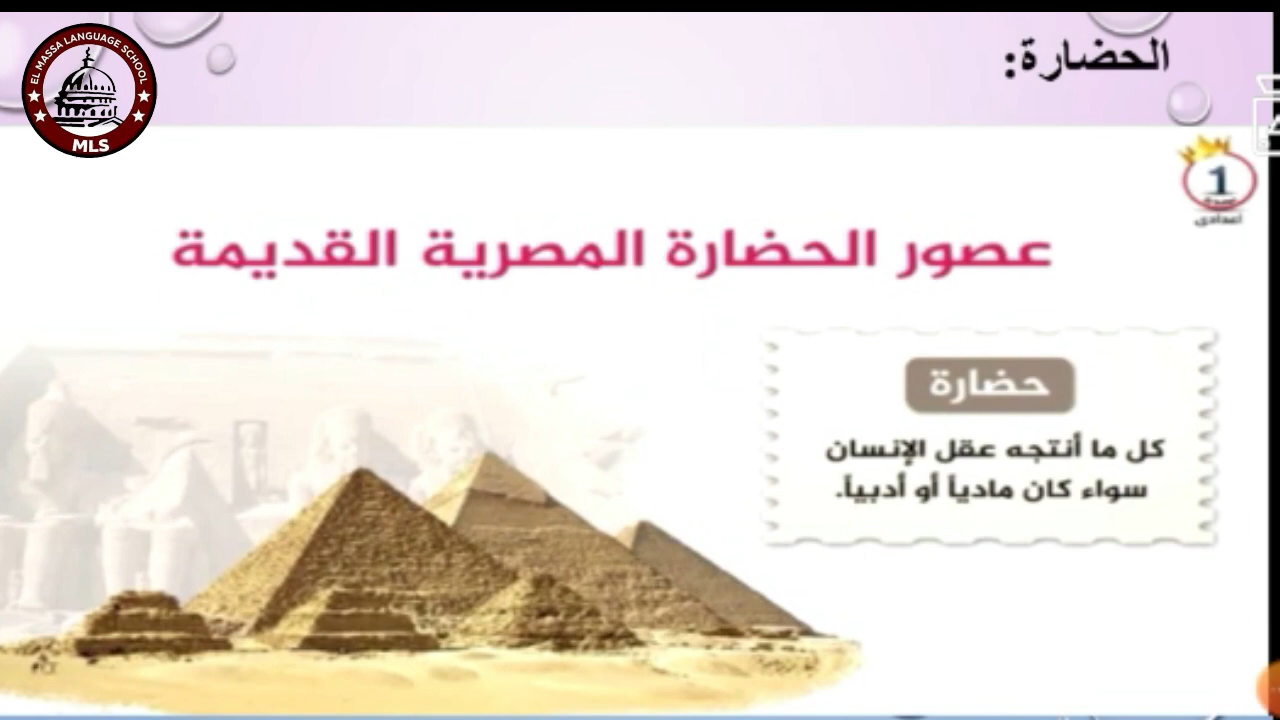 الحضارة:
EL MASSA LANGUAGE SCHOOL
MLS
1
اعدادى
عصور الحضارة المصرية القديمة
حضارة
كل ما أنتجه عقل الإنسان
سواء كان مادياً أو أدبياً.